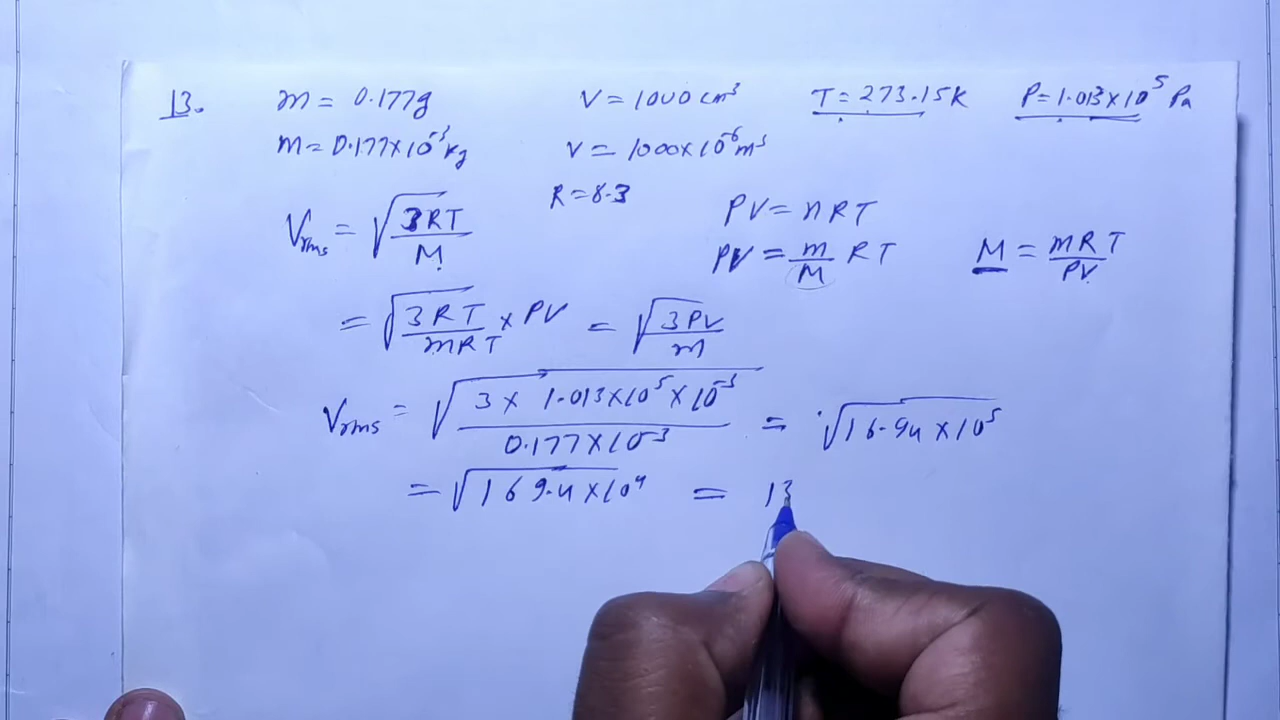 13. m = 0.177g V = 1000 cm³ T = 273.15K P = 1.013 × 10⁵ Pa
m = 0.177 × 10⁻³ kg V = 1000 × 10⁻⁶ m³
R = 8.3
Vrms = √(3RT/M) PV = nRT
PV = m/M RT M = mRT/PV
= √(3RT/mRT × PV) = √(3PV/m)
Vrms = √(3 × 1.013 × 10⁵ × 10⁻³ / 0.177 × 10⁻³) = √(16.94 × 10⁵)
= √(169.4 × 10⁴) = 13